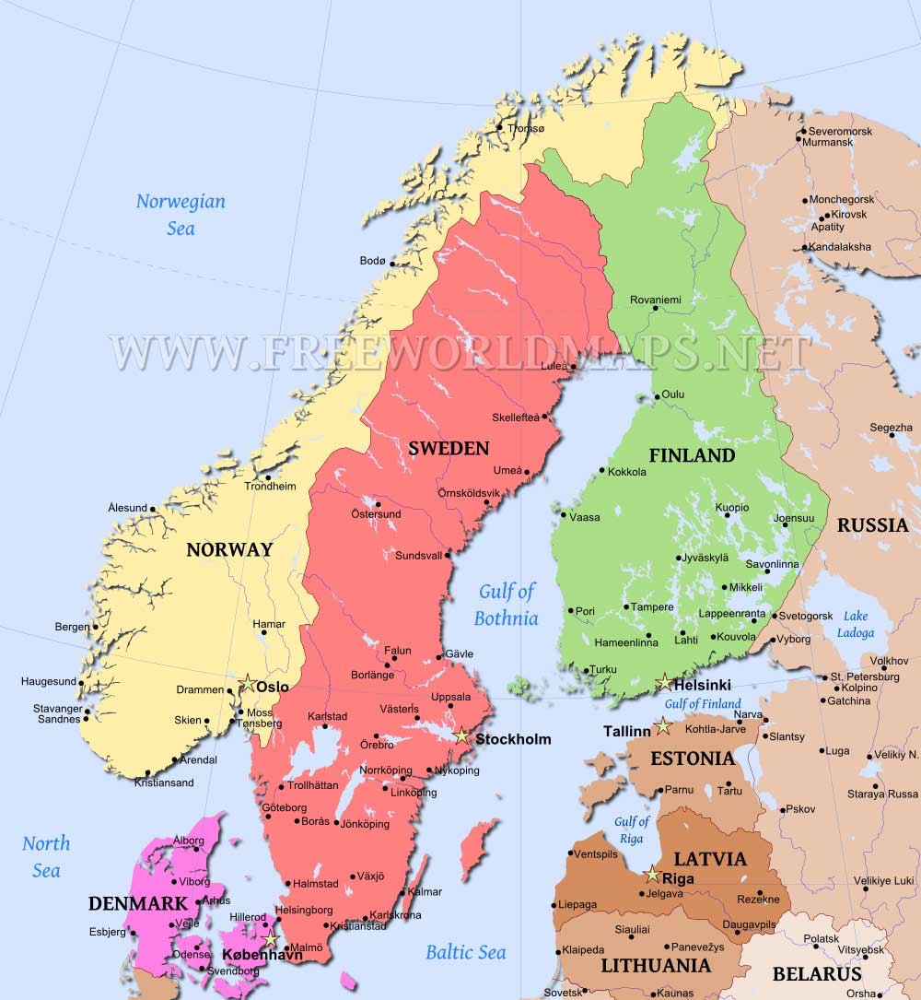 Severomorsk
Murmansk
Tromsø
Norwegian
Sea
Monchegorsk
Kirovsk
Apatity
Kandalaksha
Bodø
Rovaniemi
WWW.FREEWORLDMAPS.NET
Luleå
Oulu
Skellefteå
Segezha
SWEDEN
FINLAND
Umeå
Kokkola
Trondheim
Örnsköldsvik
Ålesund
Östersund
Vaasa
Kuopio
Joensuu
RUSSIA
NORWAY
Sundsvall
Jyväskylä
Savonlinna
Gulf of
Bothnia
Mikkeli
Pori
Tampere
Lappeenranta
Svetogorsk
Lake
Ladoga
Bergen
Hamar
Hameenlinna
Lahti
Kouvola
Vyborg
Falun
Gävle
Borlänge
Turku
Volkhov
Haugesund
Drammen
Oslo
Helsinki
St. Petersburg
Kolpino
Gatchina
Gulf of Finland
Stavanger
Sandnes
Skien
Moss
Tønsberg
Karlstad
Västerĺs
Uppsala
Narva
Kohtla-Jarve
Tallinn
Örebro
Stockholm
Slantsy
Arendal
Kristiansand
Norrköping
Nykoping
ESTONIA
Luga
Velikiy N.
Trollhättan
Linköping
Parnu
Tartu
Staraya Russa
Göteborg
Borås
Jönköping
Gulf of
Riga
Pskov
North
Sea
Ålborg
Ventspils
LATVIA
Viborg
Växjö
Riga
Halmstad
Kalmar
Jelgava
Rezekne
Velikiye Luki
DENMARK
Århus
Helsingborg
Karlskrona
Liepaga
Hillerod
Kristianstad
Daugavpils
Esbjerg
Vejle
Siauliai
Polatsk
Odense
København
Malmö
Baltic Sea
Klaipeda
Panevežys
Vitsyebsk
Svendborg
LITHUANIA
BELARUS
Sovetsk
Kaunas
Orsha